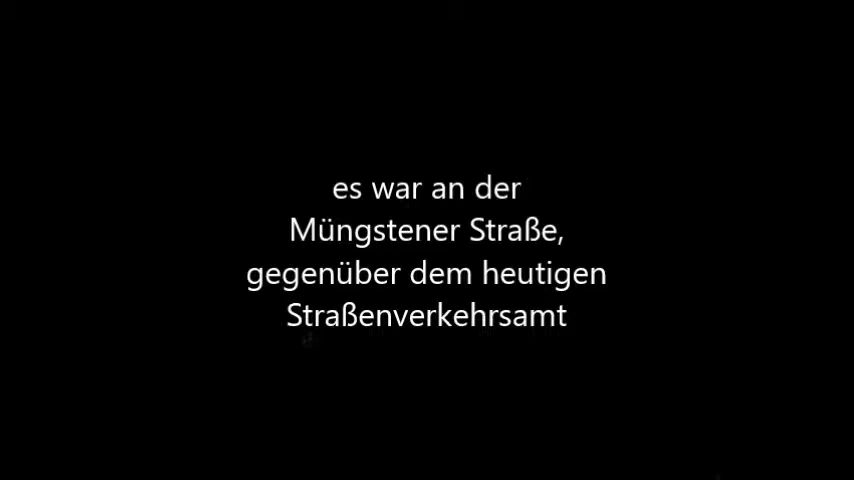 es war an der
Müngstener Straße,
gegenüber dem heutigen
Straßenverkehrsamt